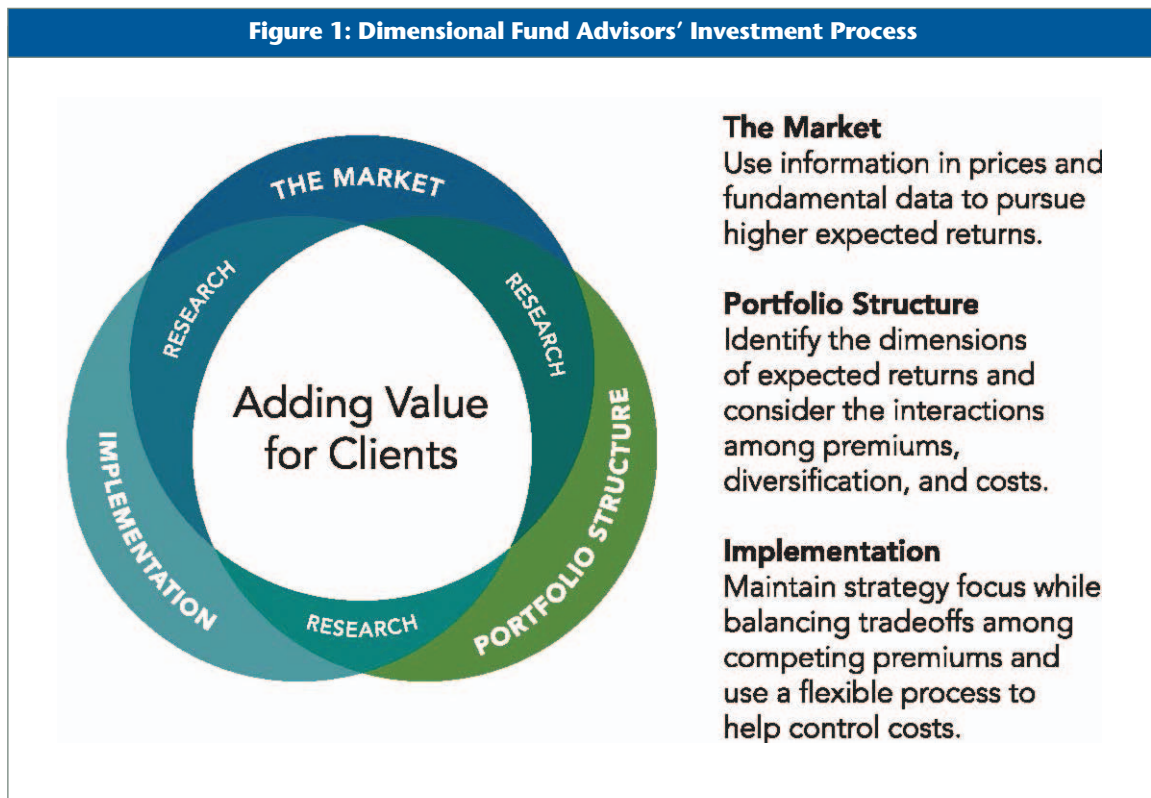 Figure 1: Dimensional Fund Advisors’ Investment Process
THE MARKET
RESEARCH
RESEARCH
Adding Value
for Clients
IMPLEMENTATION
PORTFOLIO STRUCTURE
RESEARCH
The Market
Use information in prices and
fundamental data to pursue
higher expected returns.
Portfolio Structure
Identify the dimensions
of expected returns and
consider the interactions
among premiums,
diversification, and costs.
Implementation
Maintain strategy focus while
balancing tradeoffs among
competing premiums and
use a flexible process to
help control costs.